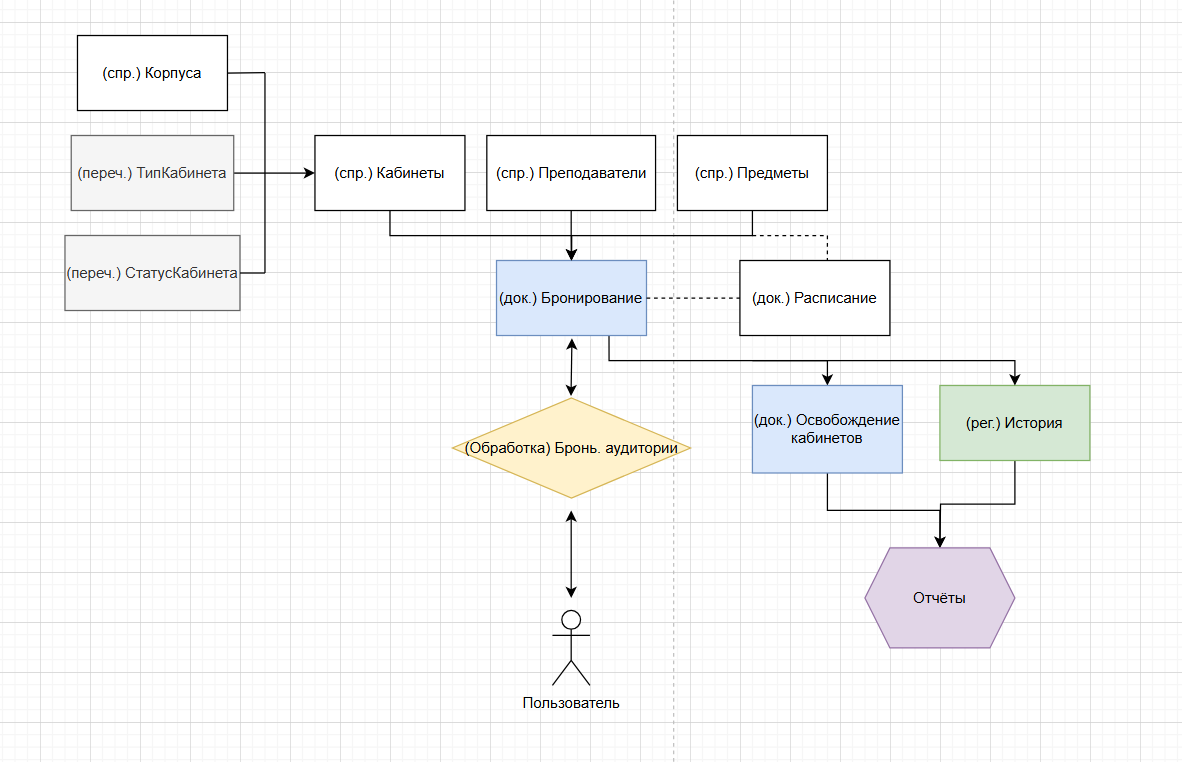 (спр.) Корпуса
(переч.) ТипКабинета
(спр.) Кабинеты
(спр.) Преподаватели
(спр.) Предметы
(переч.) СтатусКабинета
(док.) Бронирование
(док.) Расписание
(док.) Освобождение
кабинетов
(рег.) История
(Обработка) Бронь. аудитории
Отчёты
Пользователь